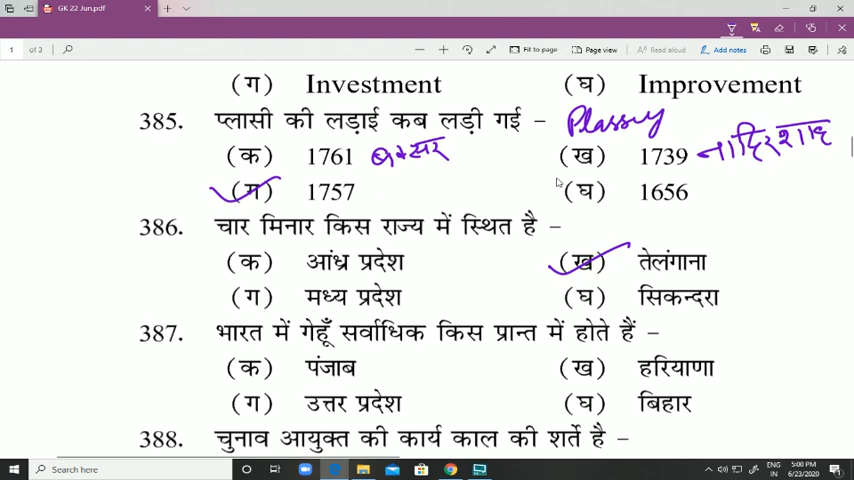 GK 22 Jun.pdf
1 of 3 Fit to page Page view Read aloud Add notes
(ग) Investment (घ) Improvement
385. प्लासी की लड़ाई कब लड़ी गई – Plassey
(क) 1761 बक्सर (ख) 1739 नादिरशाह
(ग) 1757 (घ) 1656
386. चार मिनार किस राज्य में स्थित है –
(क) आंध्र प्रदेश (ख) तेलंगाना
(ग) मध्य प्रदेश (घ) सिकन्दरा
387. भारत में गेहूँ सर्वाधिक किस प्रान्त में होते हैं –
(क) पंजाब (ख) हरियाणा
(ग) उत्तर प्रदेश (घ) बिहार
388. चुनाव आयुक्त की कार्य काल की शर्ते है –
Search here ENG 5:00 PM
IN 6/23/2020